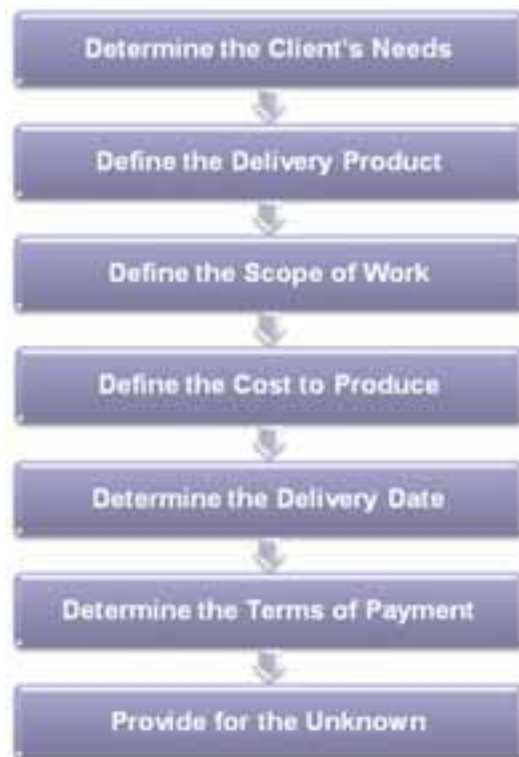 Determine the Client's Needs
Define the Delivery Product
Define the Scope of Work
Define the Cost to Produce
Determine the Delivery Date
Determine the Terms of Payment
Provide for the Unknown